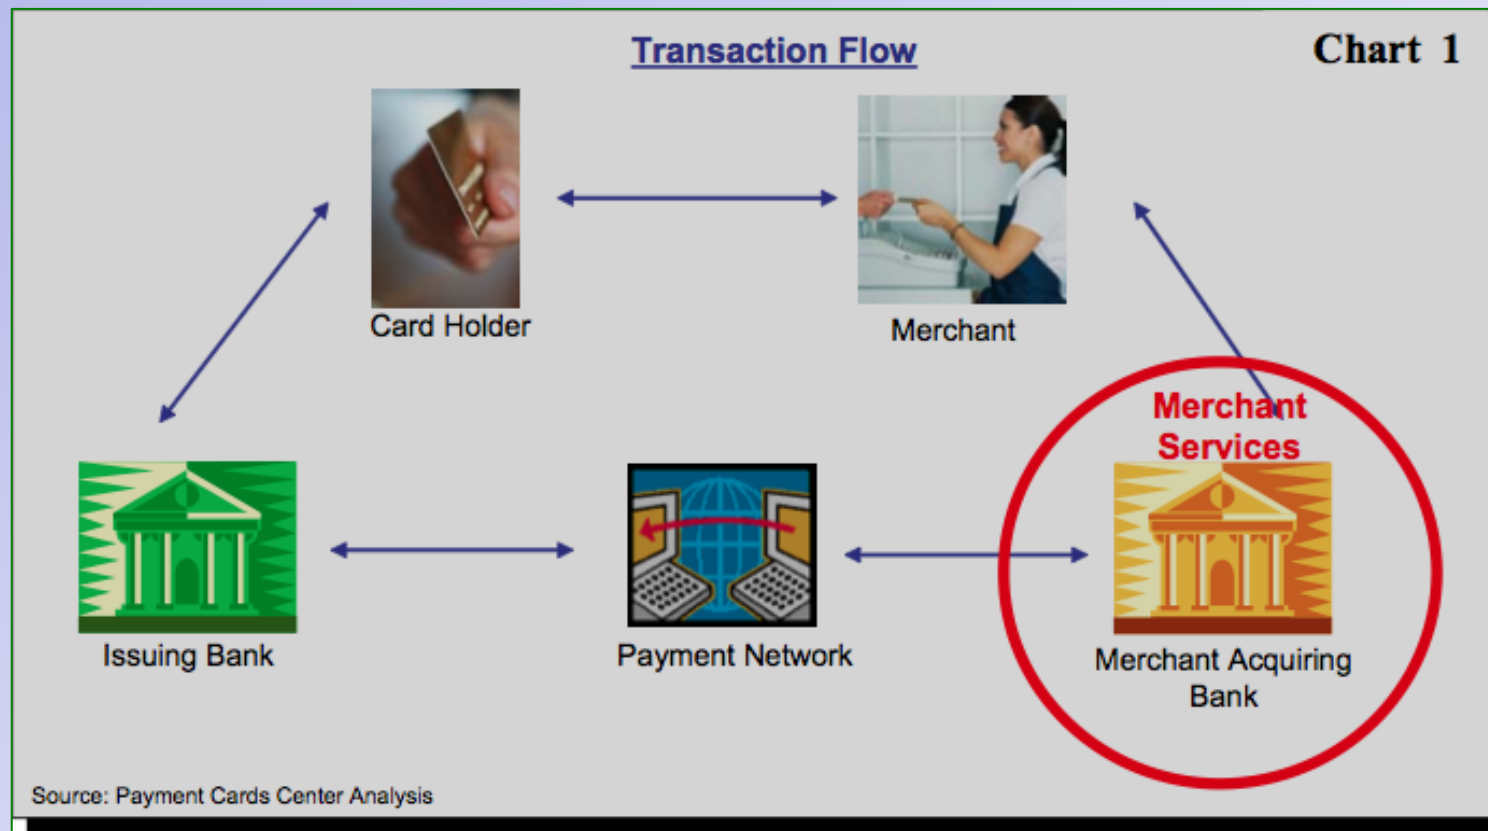 Transaction Flow
Chart 1
Card Holder
Merchant
Merchant
Services
Issuing Bank
Payment Network
Merchant Acquiring
Bank
Source: Payment Cards Center Analysis